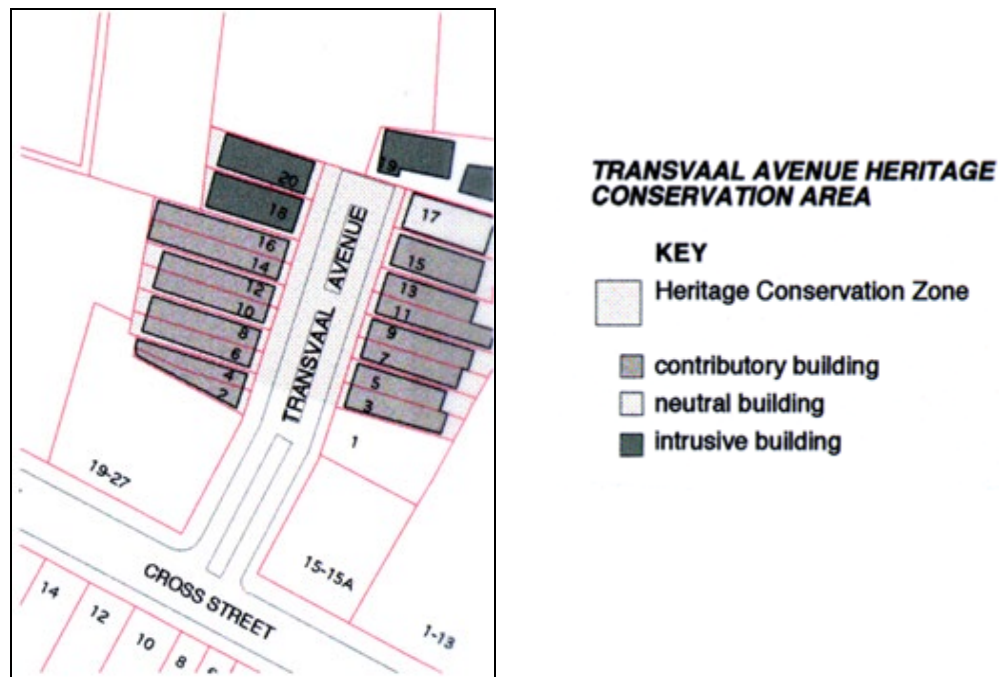 20
19
18
17
16
14
15
12
13
10
11
8
9
6
7
4
5
2
3
1
TRANSVAAL AVENUE
19-27
15-15A
CROSS STREET
1-13
14
12
10
8
TRANSVAAL AVENUE HERITAGE
CONSERVATION AREA
KEY
Heritage Conservation Zone
contributory building
neutral building
intrusive building